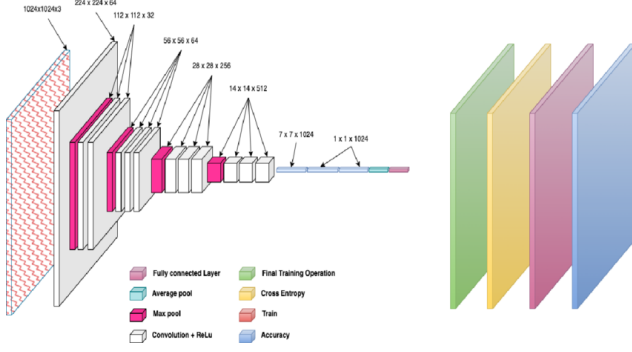 1024x1024x3
224 x 224 x 64
112 x 112 x 32
56 x 56 x 64
28 x 28 x 256
14 x 14 x 512
7 x 7 x 1024
1 x 1 x 1024
Fully connected Layer
Final Training Operation
Average pool
Cross Entropy
Max pool
Train
Convolution + ReLu
Accuracy